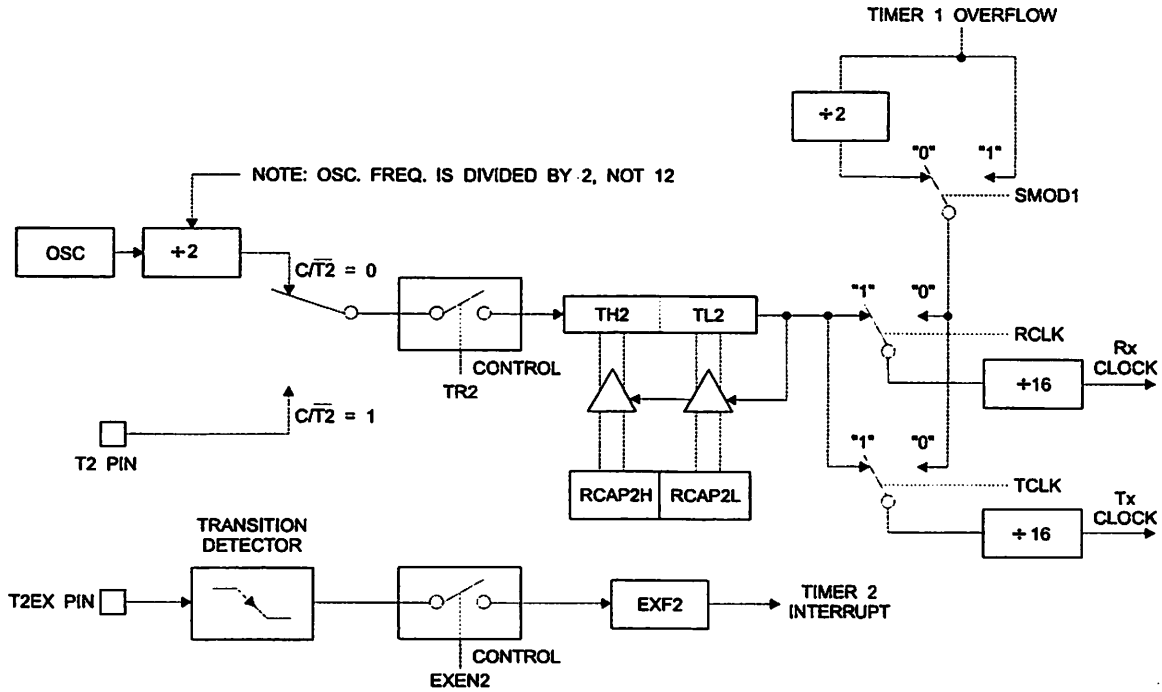 TIMER 1 OVERFLOW
÷2
"0"
"1"
SMOD1
NOTE: OSC. FREQ. IS DIVIDED BY 2, NOT 12
OSC
÷2
C/T2̅ = 0
TH2
TL2
"1"
"0"
RCLK
Rx
CLOCK
÷16
CONTROL
TR2
C/T2̅ = 1
T2 PIN
"1"
"0"
RCAP2H
RCAP2L
TCLK
Tx
CLOCK
÷16
TRANSITION
DETECTOR
T2EX PIN
EXF2
TIMER 2
INTERRUPT
CONTROL
EXEN2